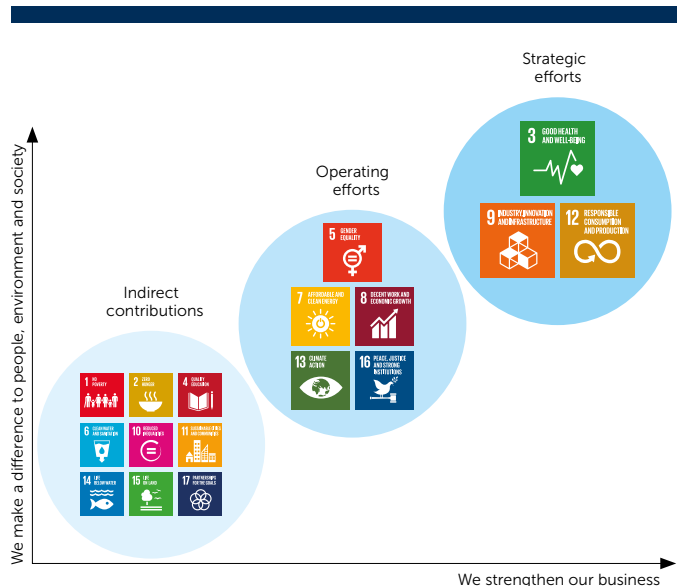 Strategic
efforts
3 GOOD HEALTH
AND WELL-BEING
9 INDUSTRY, INNOVATION
AND INFRASTRUCTURE
12 RESPONSIBLE
CONSUMPTION
AND PRODUCTION
Operating
efforts
5 GENDER
EQUALITY
7 AFFORDABLE AND
CLEAN ENERGY
8 DECENT WORK AND
ECONOMIC GROWTH
13 CLIMATE
ACTION
16 PEACE, JUSTICE
AND STRONG
INSTITUTIONS
Indirect
contributions
1 NO
POVERTY
2 ZERO
HUNGER
4 QUALITY
EDUCATION
6 CLEAN WATER
AND SANITATION
10 REDUCED
INEQUALITIES
11 SUSTAINABLE CITIES
AND COMMUNITIES
14 LIFE
BELOW WATER
15 LIFE
ON LAND
17 PARTNERSHIPS
FOR THE GOALS
We make a difference to people, environment and society
We strengthen our business